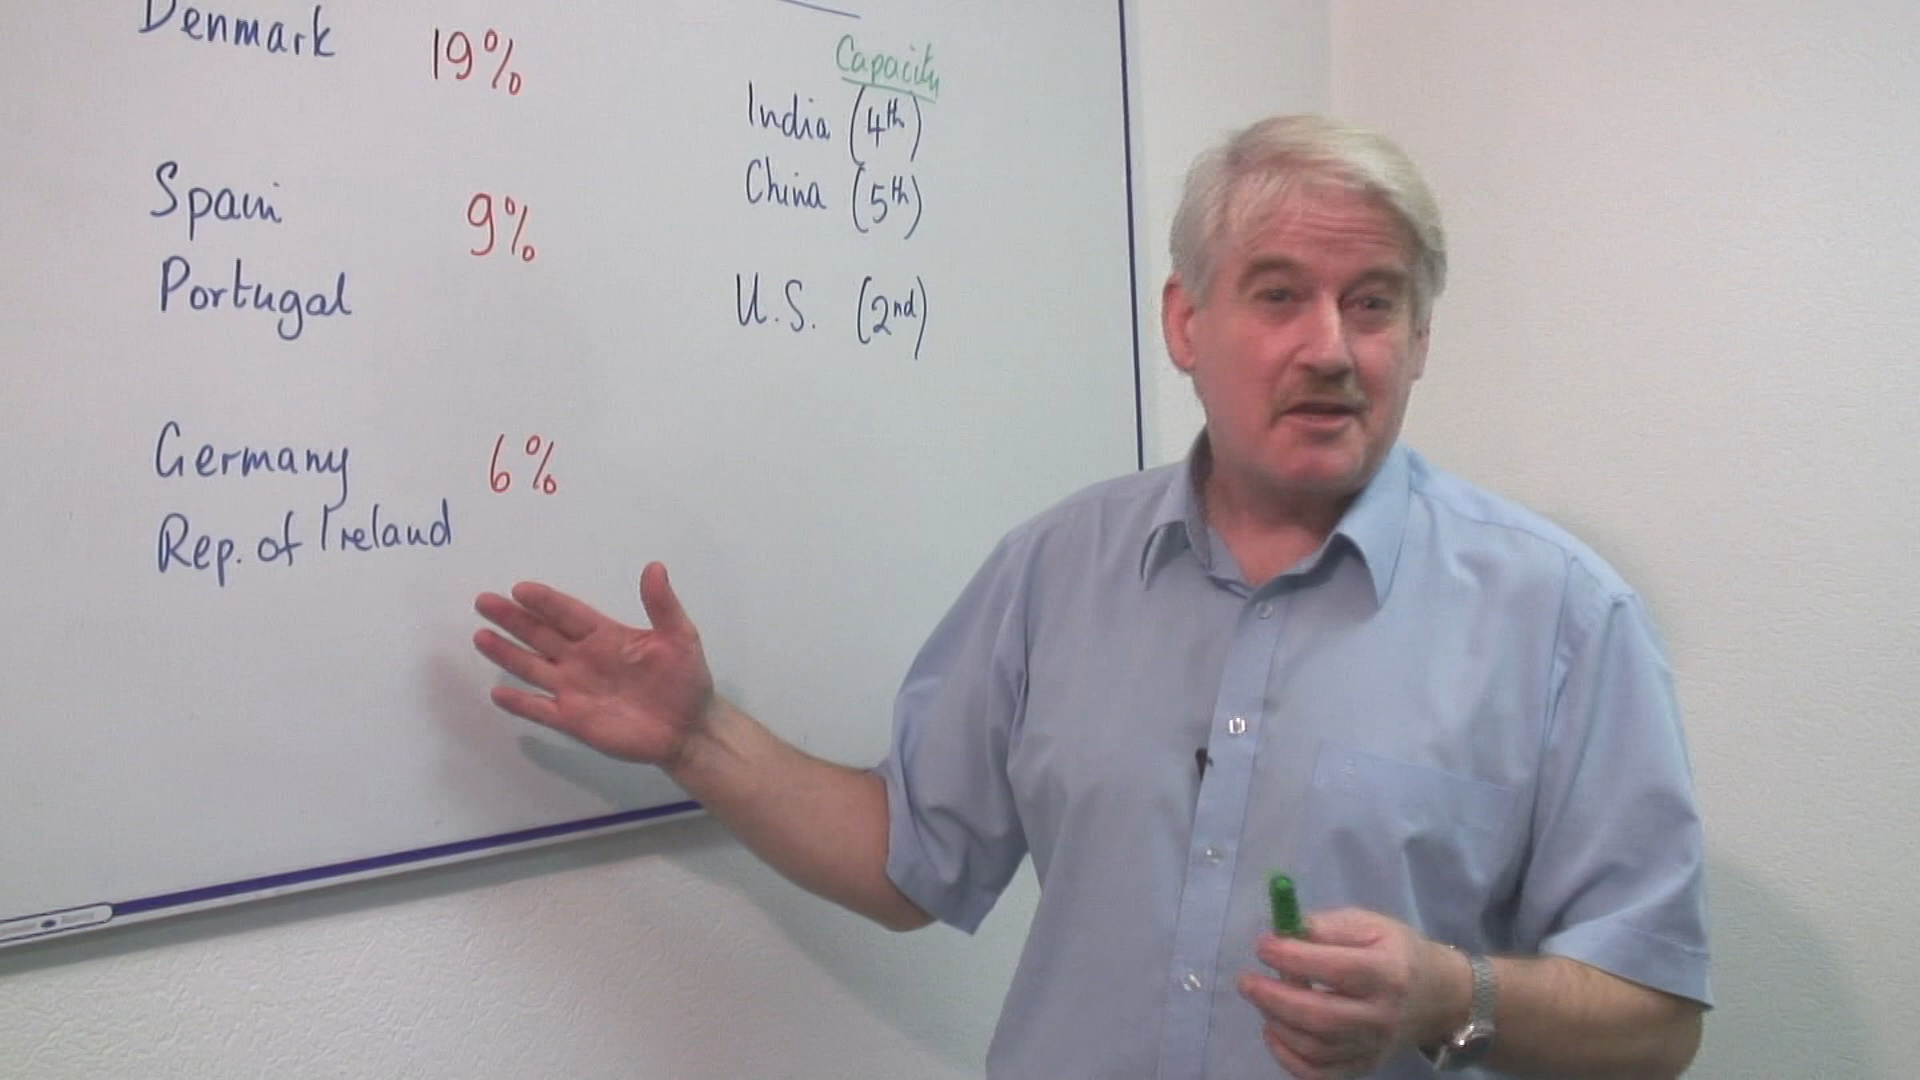 Denmark 19%
Spain 9%
Portugal
Germany 6%
Rep. of Ireland
Capacity
India (4th)
China (5th)
U.S. (2nd)